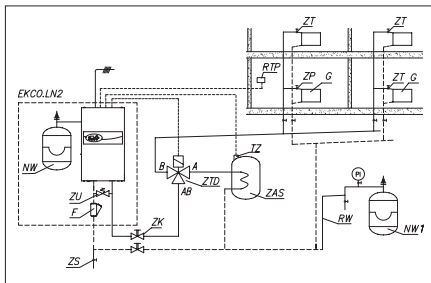 ZT ZT
RTP
ZP G ZT G
EKCO.LN2
NW
B A
TZ
ZTD
AB
ZAS
PI
ZU
F
ZK
RW
NW1
ZS